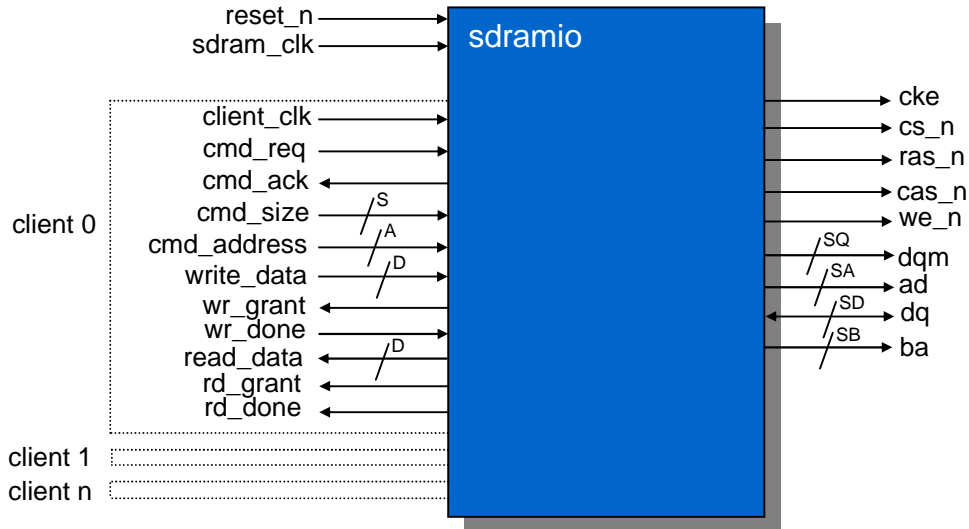 reset_n
sdram_clk
sdramio
client 0
client_clk
cmd_req
cmd_ack
cmd_size
S
cmd_address
A
write_data
D
wr_grant
wr_done
read_data
D
rd_grant
rd_done
client 1
client n
cke
cs_n
ras_n
cas_n
we_n
SQ
dqm
SA
ad
SD
dq
SB
ba